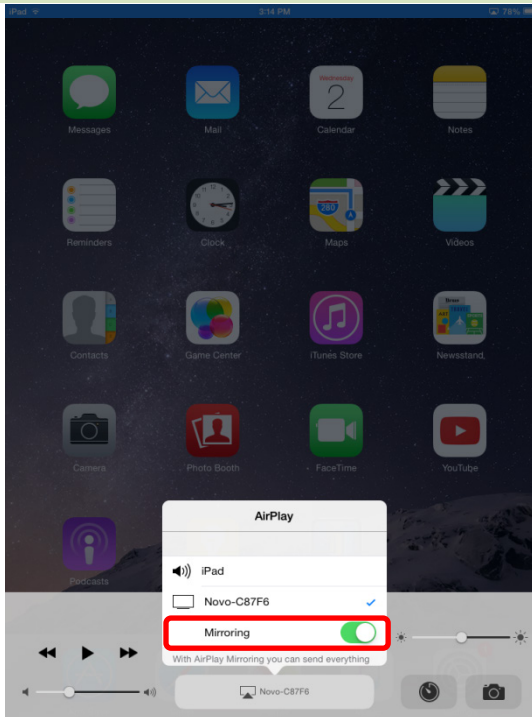 iPad 3:14 PM 78%
Wednesday
2
Messages Mail Calendar Notes
280
Reminders Clock Maps Videos
Contacts Game Center iTunes Store Newsstand
Camera Photo Booth FaceTime YouTube
Podcasts
AirPlay
iPad
Novo-C87F6
Mirroring
With AirPlay Mirroring you can send everything
Novo-C87F6